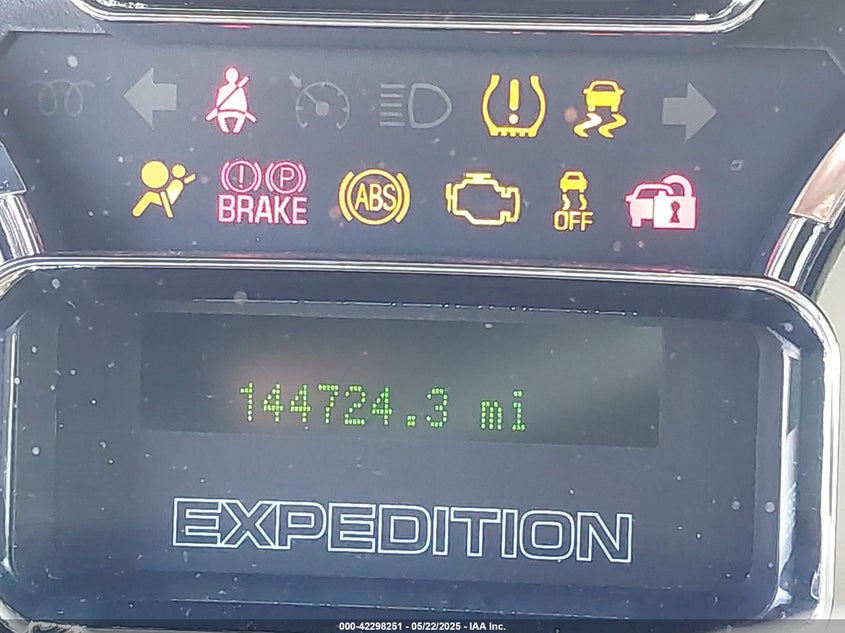 BRAKE
ABS
OFF
144724.3 mi
EXPEDITION
000-42298251 - 05/22/2025 - IAA Inc.